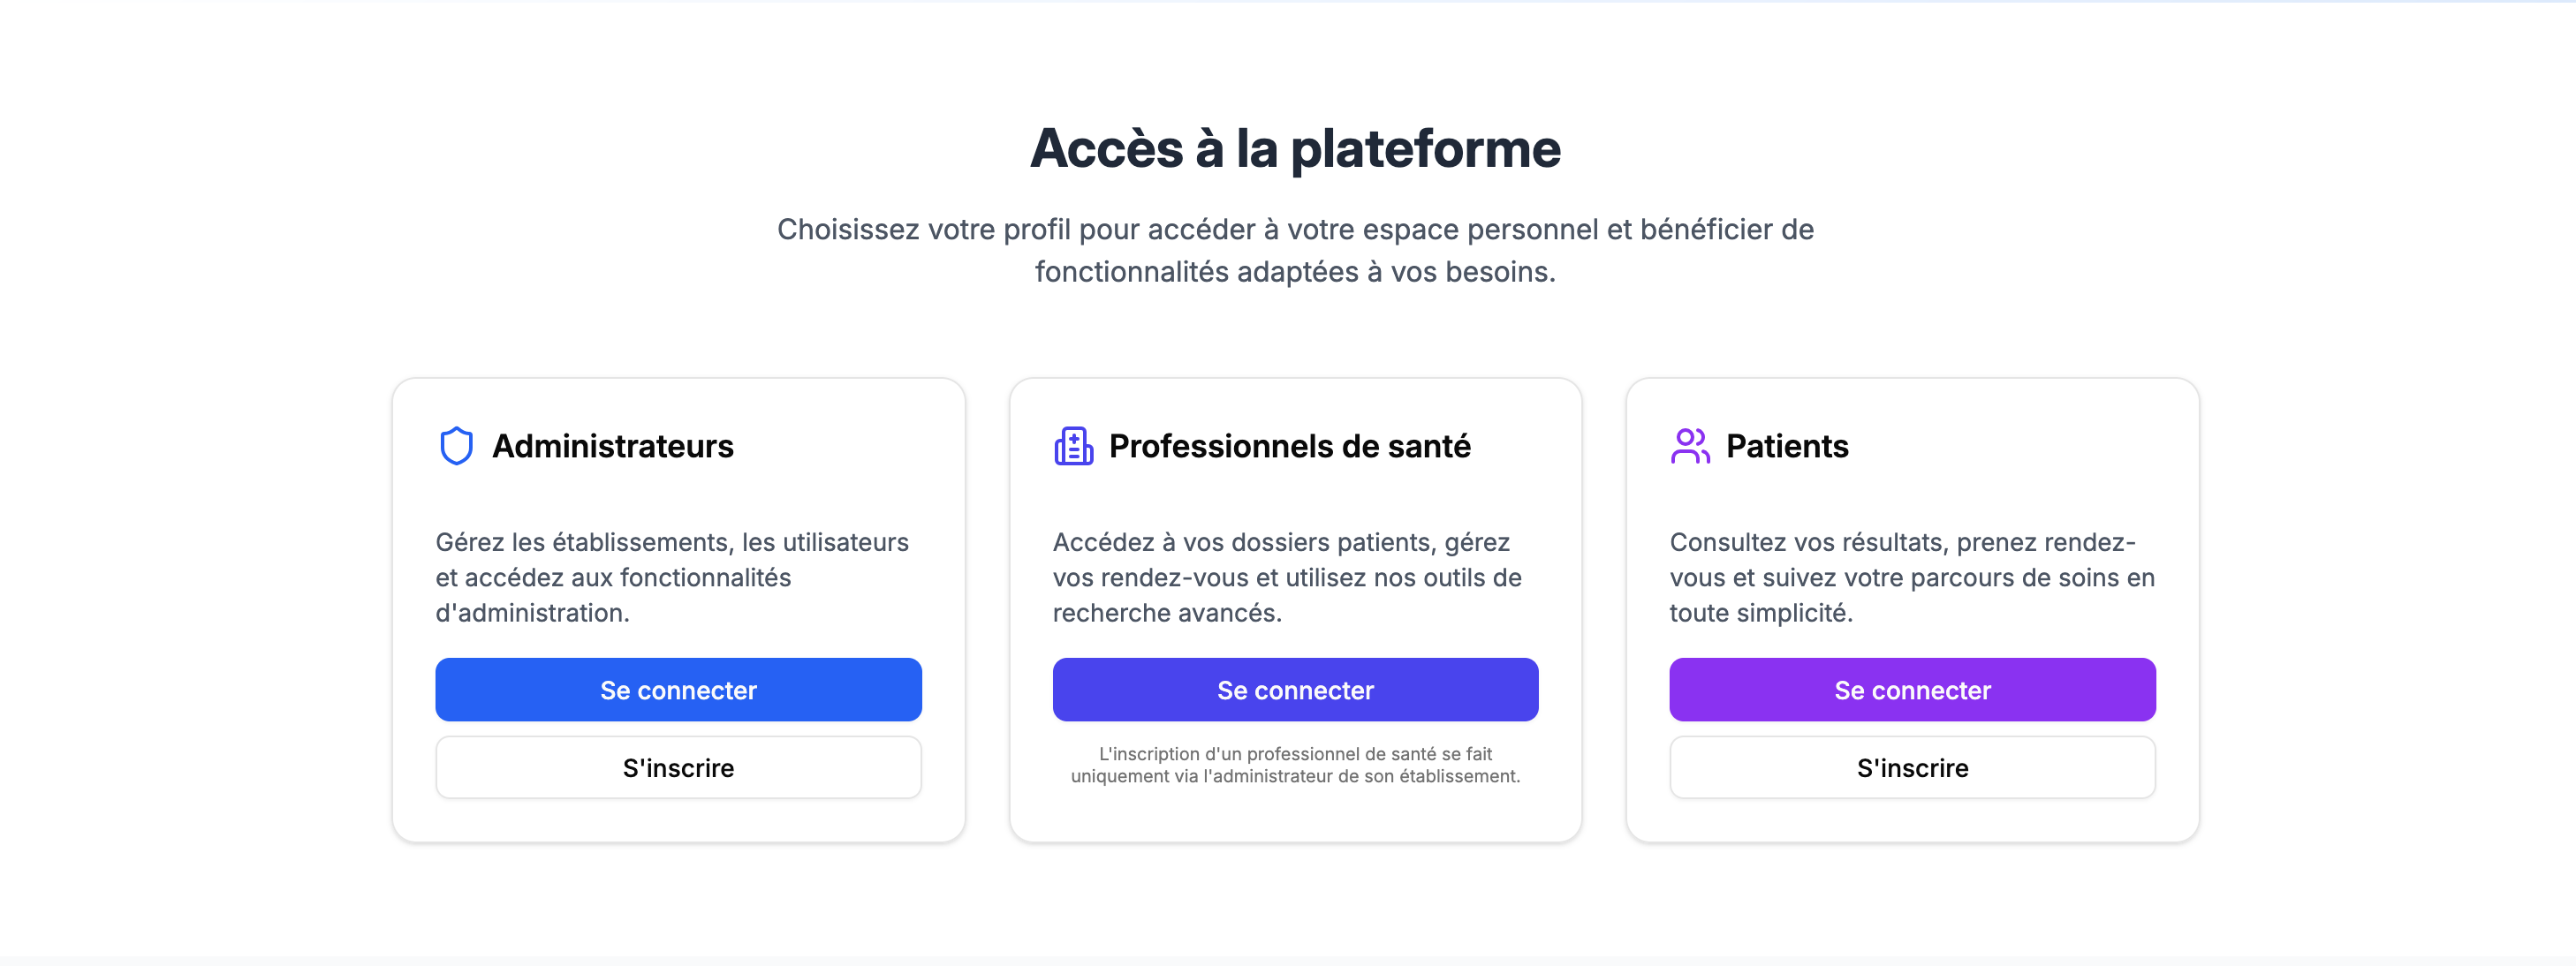 Accès à la plateforme
Choisissez votre profil pour accéder à votre espace personnel et bénéficier de
fonctionnalités adaptées à vos besoins.
Administrateurs
Gérez les établissements, les utilisateurs
et accédez aux fonctionnalités
d'administration.
Se connecter
S'inscrire
Professionnels de santé
Accédez à vos dossiers patients, gérez
vos rendez-vous et utilisez nos outils de
recherche avancés.
Se connecter
L'inscription d'un professionnel de santé se fait
uniquement via l'administrateur de son établissement.
Patients
Consultez vos résultats, prenez rendez-
vous et suivez votre parcours de soins en
toute simplicité.
Se connecter
S'inscrire